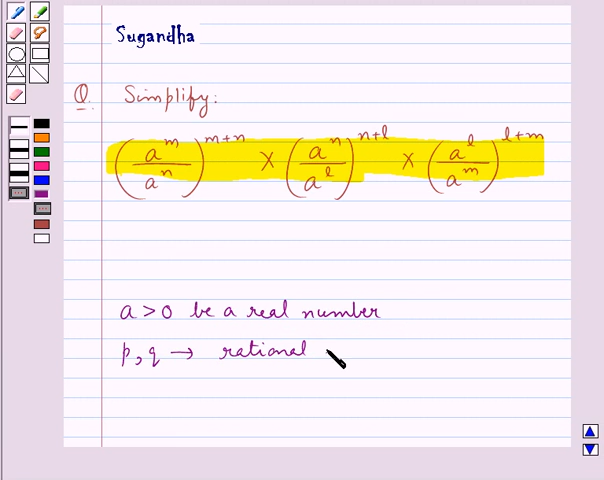 Sugandha
Q. Simplify:
(a^m/a^n)^(m+n) × (a^n/a^l)^(n+l) × (a^l/a^m)^(l+m)
a > 0 be a real number
p, q → rational